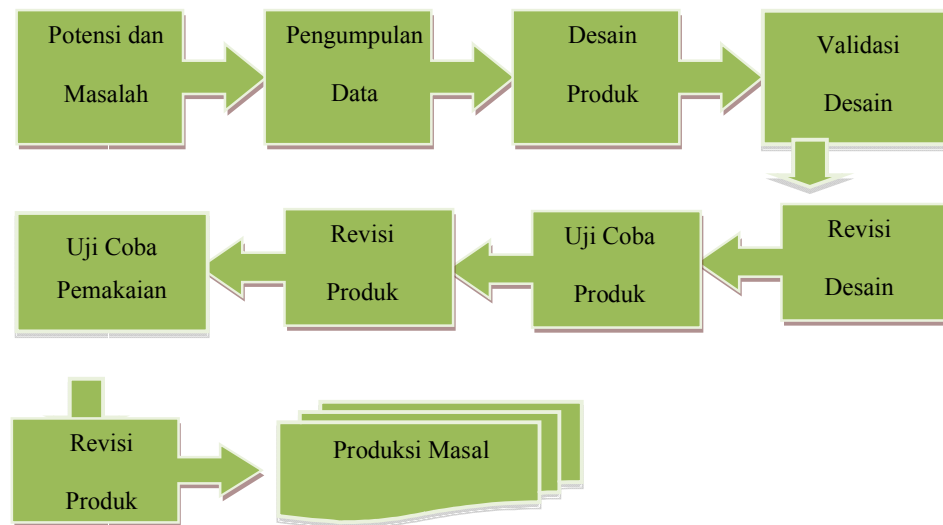 Potensi dan
Masalah
Pengumpulan
Data
Desain
Produk
Validasi
Desain
Revisi
Desain
Uji Coba
Produk
Revisi
Produk
Uji Coba
Pemakaian
Revisi
Produk
Produksi Masal